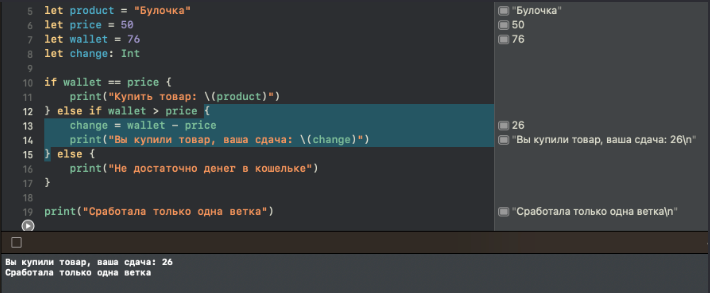 5 let product = "Булочка"
6 let price = 50
7 let wallet = 76
8 let change: Int
9
10 if wallet == price {
11 print("Купить товар: \(product)")
12 } else if wallet > price {
13 change = wallet – price
14 print("Вы купили товар, ваша сдача: \(change)")
15 } else {
16 print("Не достаточно денег в кошельке")
17 }
18
19 print("Сработала только одна ветка")
"Булочка"
50
76
26
"Вы купили товар, ваша сдача: 26\n"
"Сработала только одна ветка\n"
Вы купили товар, ваша сдача: 26
Сработала только одна ветка